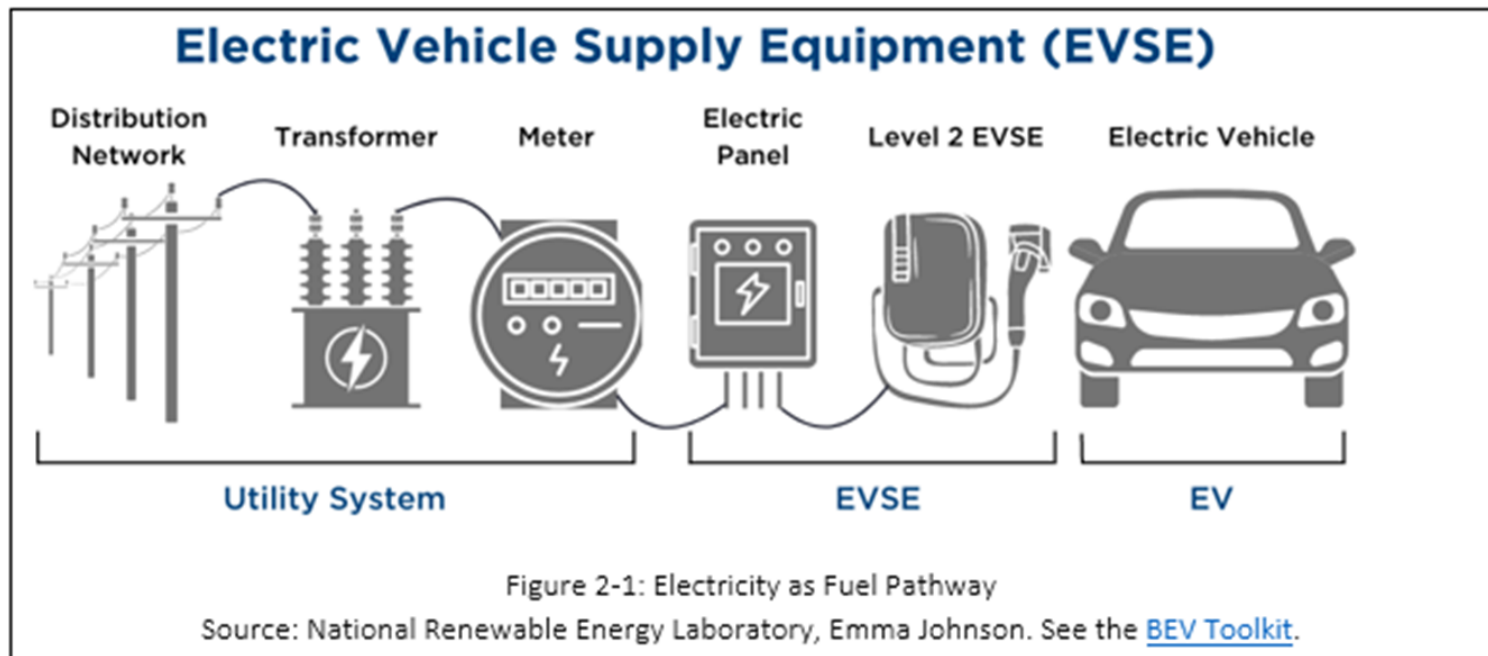 Electric Vehicle Supply Equipment (EVSE)
Distribution
Network
Transformer
Meter
Electric
Panel
Level 2 EVSE
Electric Vehicle
Utility System
EVSE
EV
Figure 2-1: Electricity as Fuel Pathway
Source: National Renewable Energy Laboratory, Emma Johnson. See the BEV Toolkit.